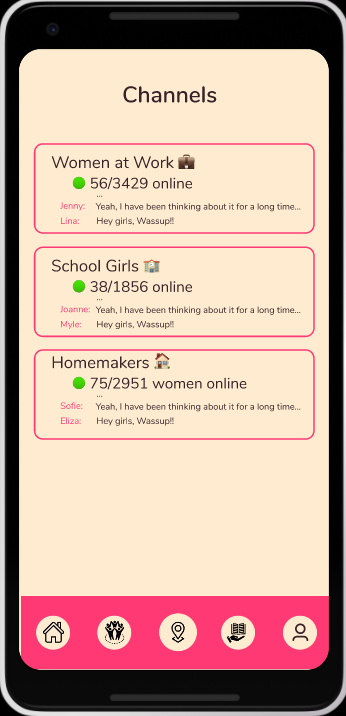 Channels
Women at Work 💼
56/3429 online
...
Jenny: Yeah, I have been thinking about it for a long time...
Lina: Hey girls, Wassup!!
School Girls 🏫
38/1856 online
...
Joanne: Yeah, I have been thinking about it for a long time...
Myle: Hey girls, Wassup!!
Homemakers 🏠
75/2951 women online
...
Sofie: Yeah, I have been thinking about it for a long time...
Eliza: Hey girls, Wassup!!